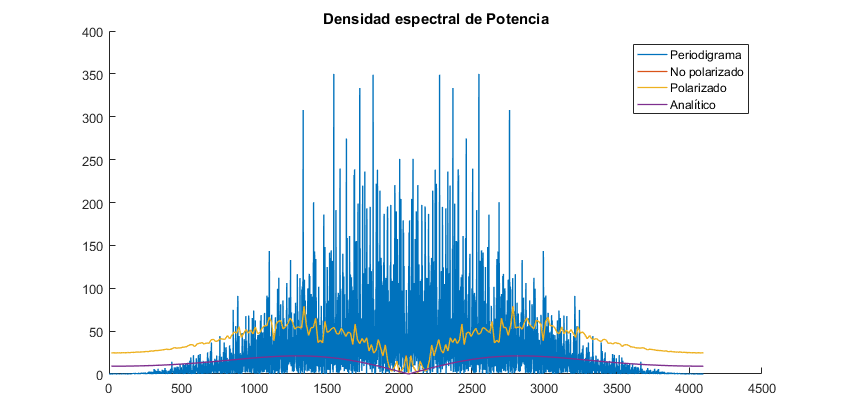 Densidad espectral de Potencia
400
350
300
250
200
150
100
50
0
Periodigrama
No polarizado
Polarizado
Analítico
0 500 1000 1500 2000 2500 3000 3500 4000 4500